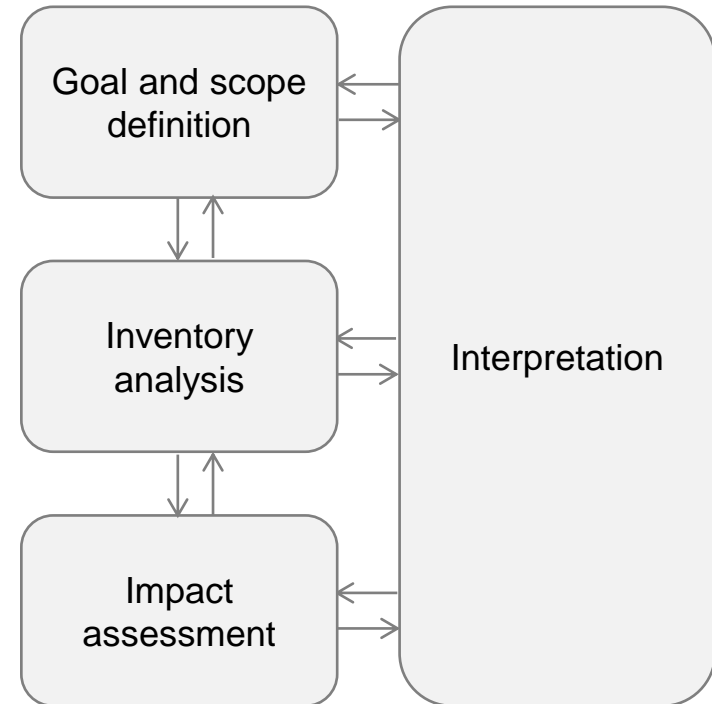 Goal and scope
definition
Inventory
analysis
Interpretation
Impact
assessment